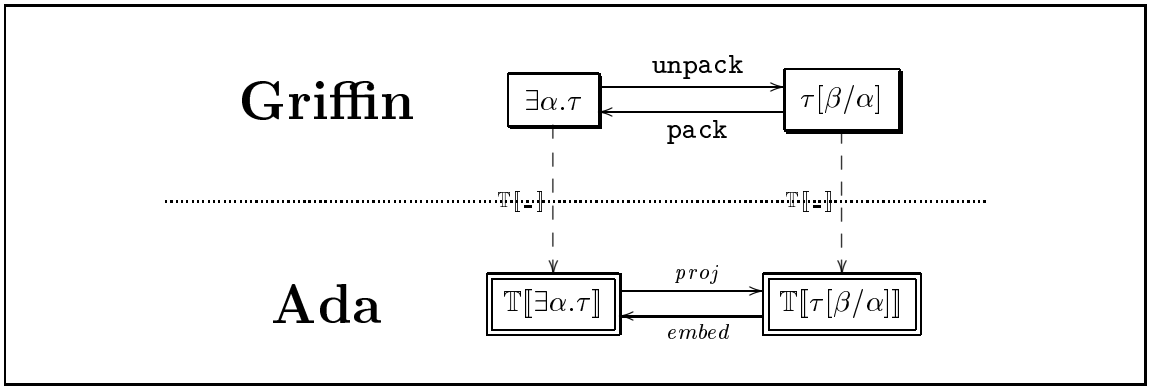 unpack
Griffin ∃α.τ τ[β/α]
pack
𝕋⟦_⟧ 𝕋⟦_⟧
proj
Ada 𝕋⟦∃α.τ⟧ 𝕋⟦τ[β/α]⟧
embed